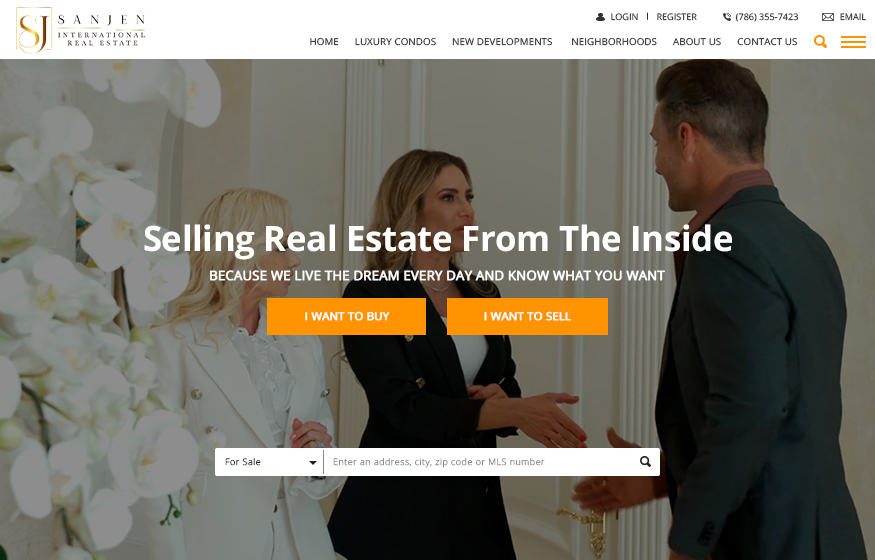 SJ
SANJEN
INTERNATIONAL
REAL ESTATE
LOGIN | REGISTER
(786) 355-7423
EMAIL
HOME
LUXURY CONDOS
NEW DEVELOPMENTS
NEIGHBORHOODS
ABOUT US
CONTACT US
Selling Real Estate From The Inside
BECAUSE WE LIVE THE DREAM EVERY DAY AND KNOW WHAT YOU WANT
I WANT TO BUY
I WANT TO SELL
For Sale
Enter an address, city, zip code or MLS number